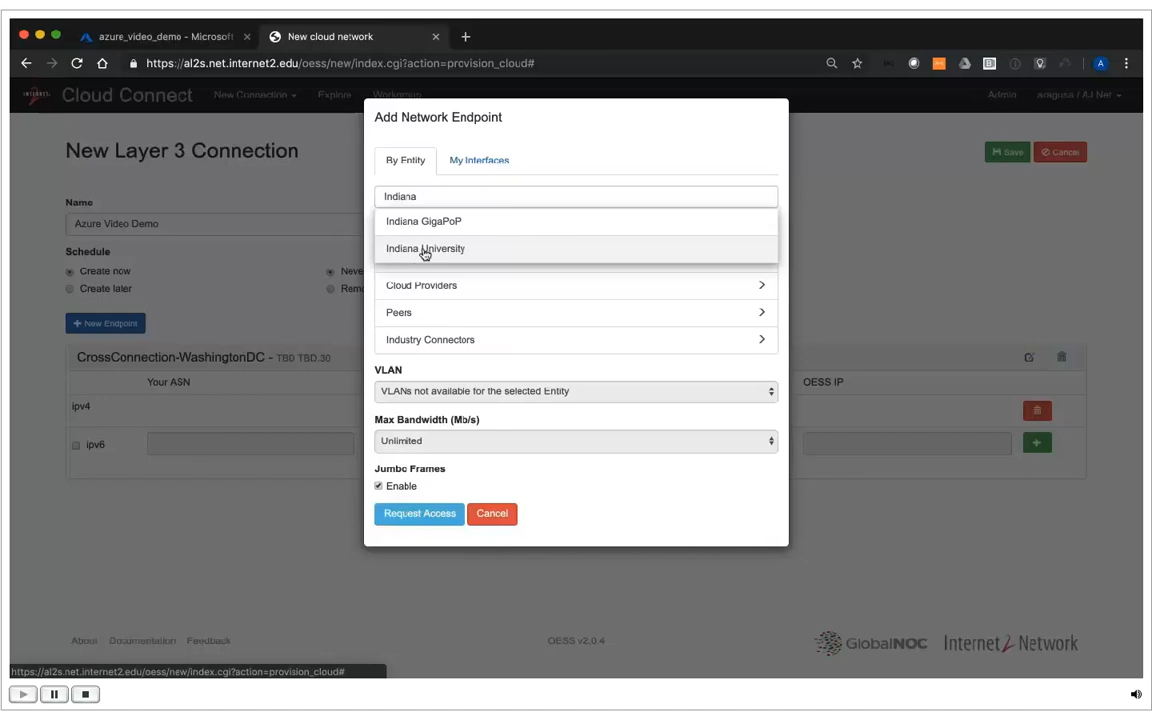 azure_video_demo - Microsoft
New cloud network
https://al2s.net.internet2.edu/oess/new/index.cgi?action=provision_cloud#
Cloud Connect
New Connection
Explore
Workgroup
Admin
aragusa / AJ Net
New Layer 3 Connection
Save
Cancel
Name
Azure Video Demo
Schedule
Create now
Neve
Create later
Rem
New Endpoint
CrossConnection-WashingtonDC - TBD TBD.30
Your ASN
OESS IP
ipv4
ipv6
Add Network Endpoint
By Entity
My Interfaces
Indiana
Indiana GigaPoP
Indiana University
Cloud Providers
Peers
Industry Connectors
VLAN
VLANs not available for the selected Entity
Max Bandwidth (Mb/s)
Unlimited
Jumbo Frames
Enable
Request Access
Cancel
About
Documentation
Feedback
OESS v2.0.4
GlobalNOC
Internet2 Network
https://al2s.net.internet2.edu/oess/new/index.cgi?action=provision_cloud#